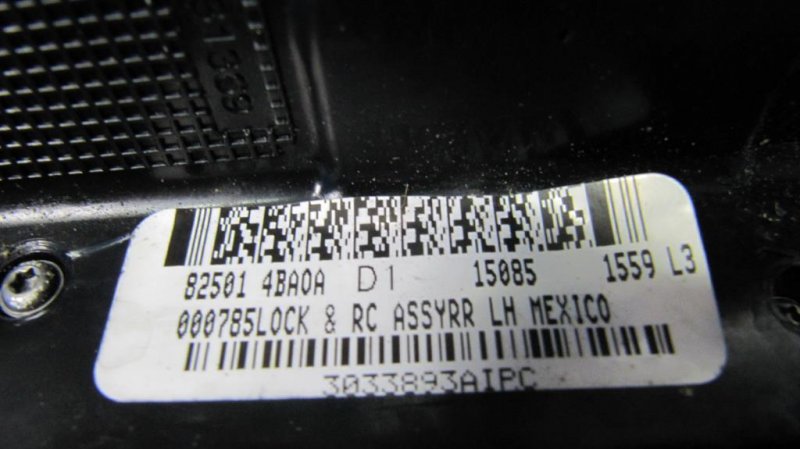 82501 4BA0A D1 15085 1559 L3
000785LOCK & RC ASSYRR LH MEXICO
3033893AIPC